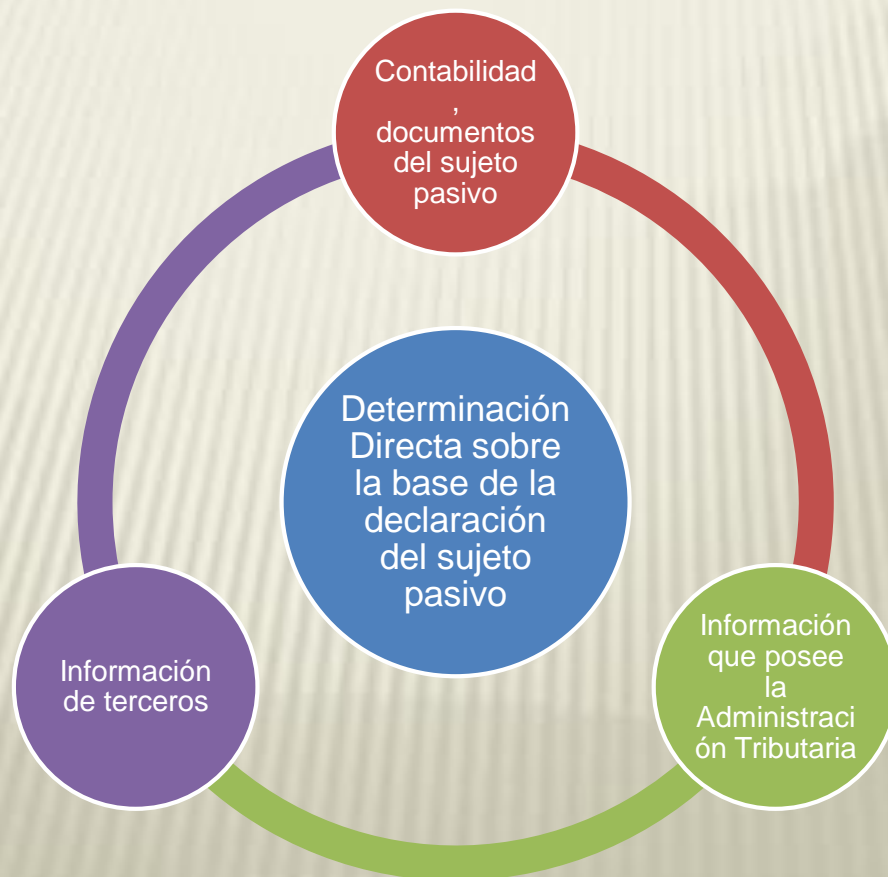 Contabilidad
,
documentos
del sujeto
pasivo
Determinación
Directa sobre
la base de la
declaración
del sujeto
pasivo
Información
de terceros
Información
que posee
la
Administraci
ón Tributaria